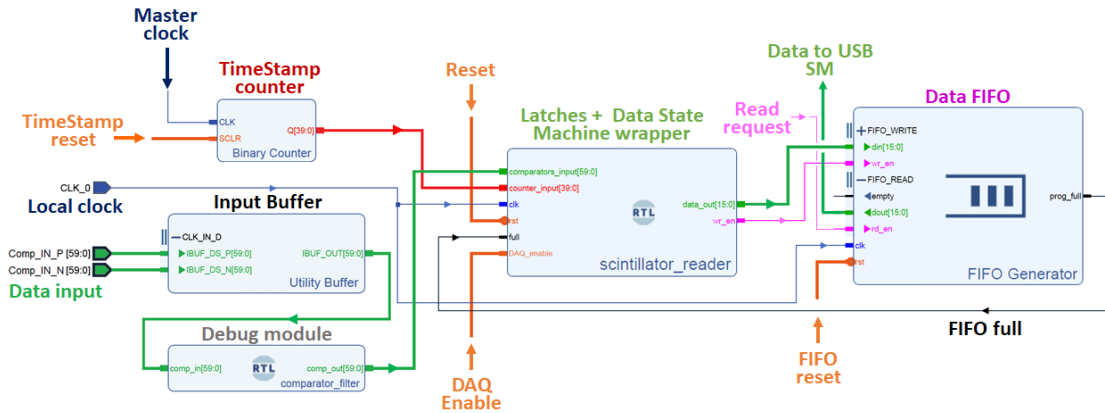 Master
clock
TimeStamp
counter
TimeStamp
reset
CLK
SCLR
Q[39:0]
Binary Counter
CLK_0
Local clock
Input Buffer
CLK_IN_D
Comp_IN_P [59:0]
Comp_IN_N [59:0]
IBUF_DS_P[59:0]
IBUF_DS_N[59:0]
IBUF_OUT[59:0]
Utility Buffer
Data input
Debug module
comp_in[59:0]
RTL
comp_out[59:0]
comparator_filter
Reset
Latches + Data State
Machine wrapper
comparators_input[59:0]
counter_input[39:0]
clk
rst
full
DAQ_enable
RTL
data_out[15:0]
wr_en
scintillator_reader
DAQ
Enable
Data to USB
SM
Read
request
Data FIFO
FIFO_WRITE
din[15:0]
wr_en
FIFO_READ
empty
dout[15:0]
rd_en
clk
rst
prog_full
FIFO Generator
FIFO full
FIFO
reset